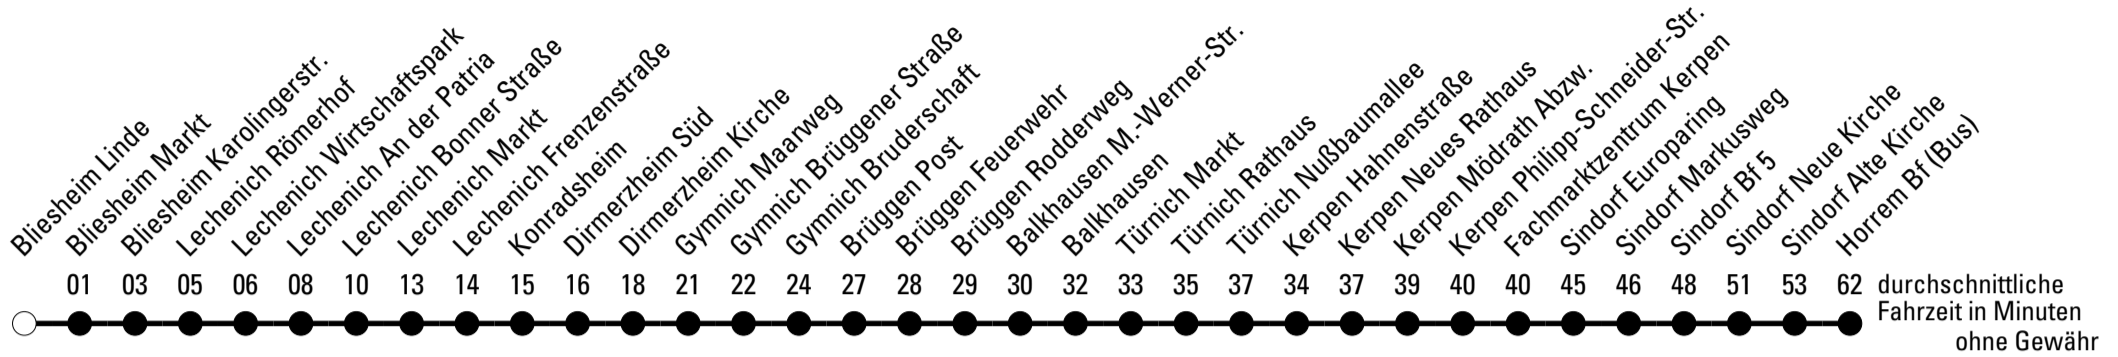 Bliesheim Linde
Bliesheim Markt
Bliesheim Karolingerstr.
Lechenich Römerhof
Lechenich Wirtschaftspark
Lechenich An der Patria
Lechenich Bonner Straße
Lechenich Markt
Lechenich Frenzenstraße
Konradsheim
Dirmerzheim Süd
Dirmerzheim Kirche
Gymnich Maarweg
Gymnich Brüggener Straße
Gymnich Bruderschaft
Brüggen Post
Brüggen Feuerwehr
Brüggen Rodderweg
Balkhausen M.-Werner-Str.
Balkhausen
Türnich Markt
Türnich Rathaus
Türnich Nußbaumallee
Kerpen Hahnenstraße
Kerpen Neues Rathaus
Kerpen Mödrath Abzw.
Kerpen Philipp-Schneider-Str.
Fachmarktzentrum Kerpen
Sindorf Europaring
Sindorf Markusweg
Sindorf Bf 5
Sindorf Neue Kirche
Sindorf Alte Kirche
Horrem Bf (Bus)
01 03 05 06 08 10 13 14 15 16 18 21 22 24 27 28 29 30 32 33 35 37 34 37 39 40 40 45 46 48 51 53 62 durchschnittliche
Fahrzeit in Minuten
ohne Gewähr